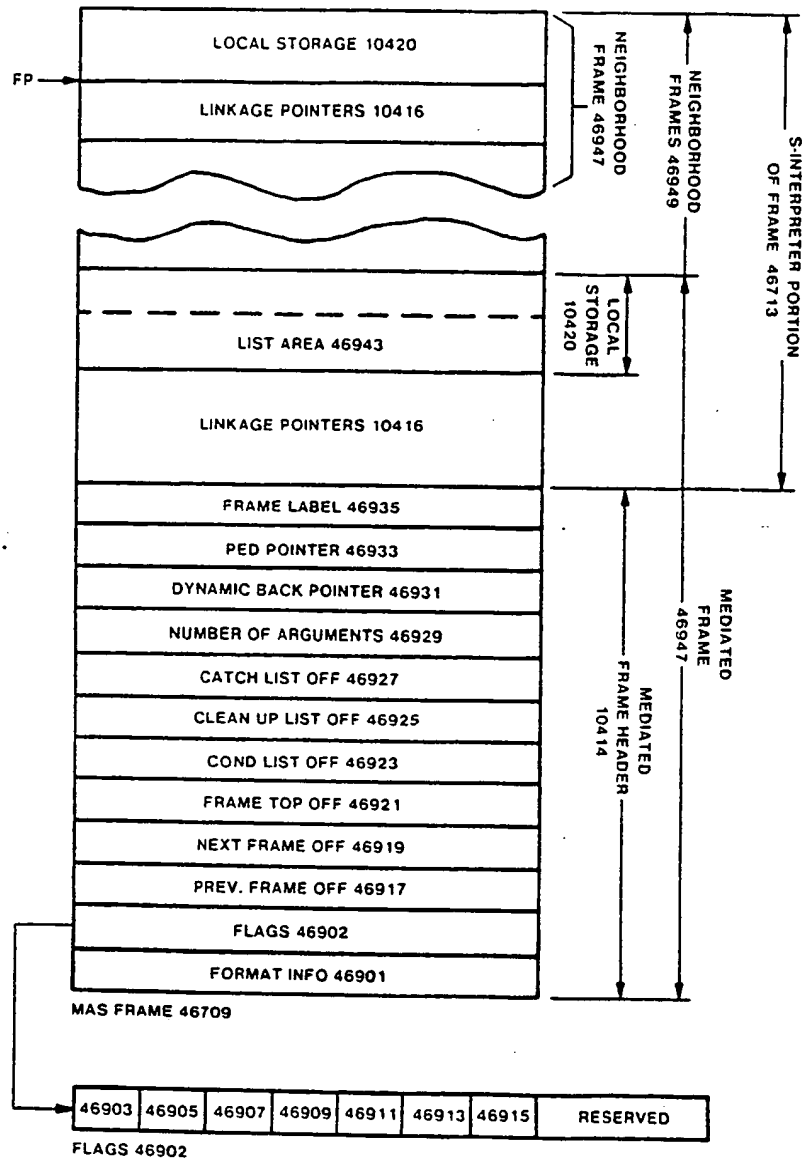 LOCAL STORAGE 10420
FP
LINKAGE POINTERS 10416
NEIGHBORHOOD
FRAME 46947
NEIGHBORHOOD
FRAMES 46949
S-INTERPRETER PORTION
OF FRAME 46713
LOCAL
STORAGE
10420
LIST AREA 46943
LINKAGE POINTERS 10416
FRAME LABEL 46935
PED POINTER 46933
DYNAMIC BACK POINTER 46931
NUMBER OF ARGUMENTS 46929
CATCH LIST OFF 46927
CLEAN UP LIST OFF 46925
COND LIST OFF 46923
FRAME TOP OFF 46921
NEXT FRAME OFF 46919
PREV. FRAME OFF 46917
FLAGS 46902
FORMAT INFO 46901
MEDIATED
FRAME HEADER
10414
MEDIATED
FRAME
46947
MAS FRAME 46709
46903 46905 46907 46909 46911 46913 46915 RESERVED
FLAGS 46902